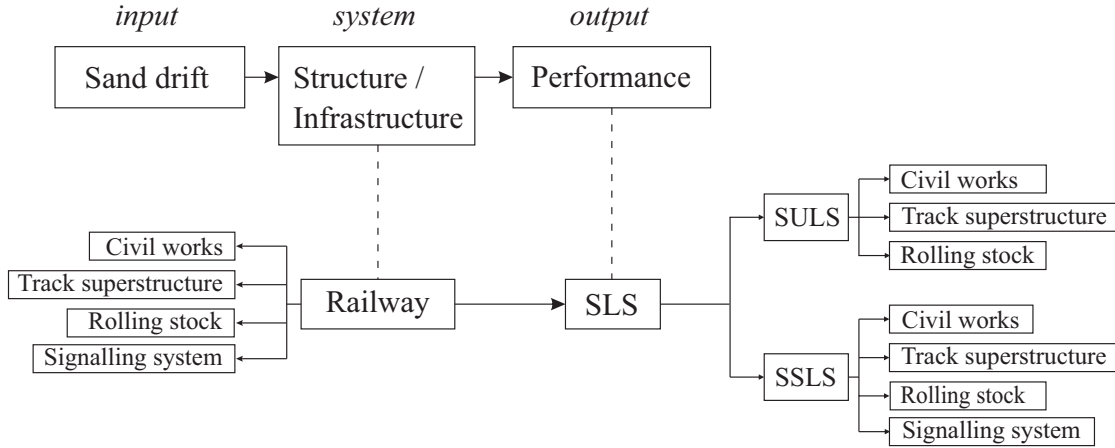 input
system
output
Sand drift
Structure /
Infrastructure
Performance
Civil works
Track superstructure
Rolling stock
Signalling system
Railway
SLS
SULS
Civil works
Track superstructure
Rolling stock
SSLS
Civil works
Track superstructure
Rolling stock
Signalling system